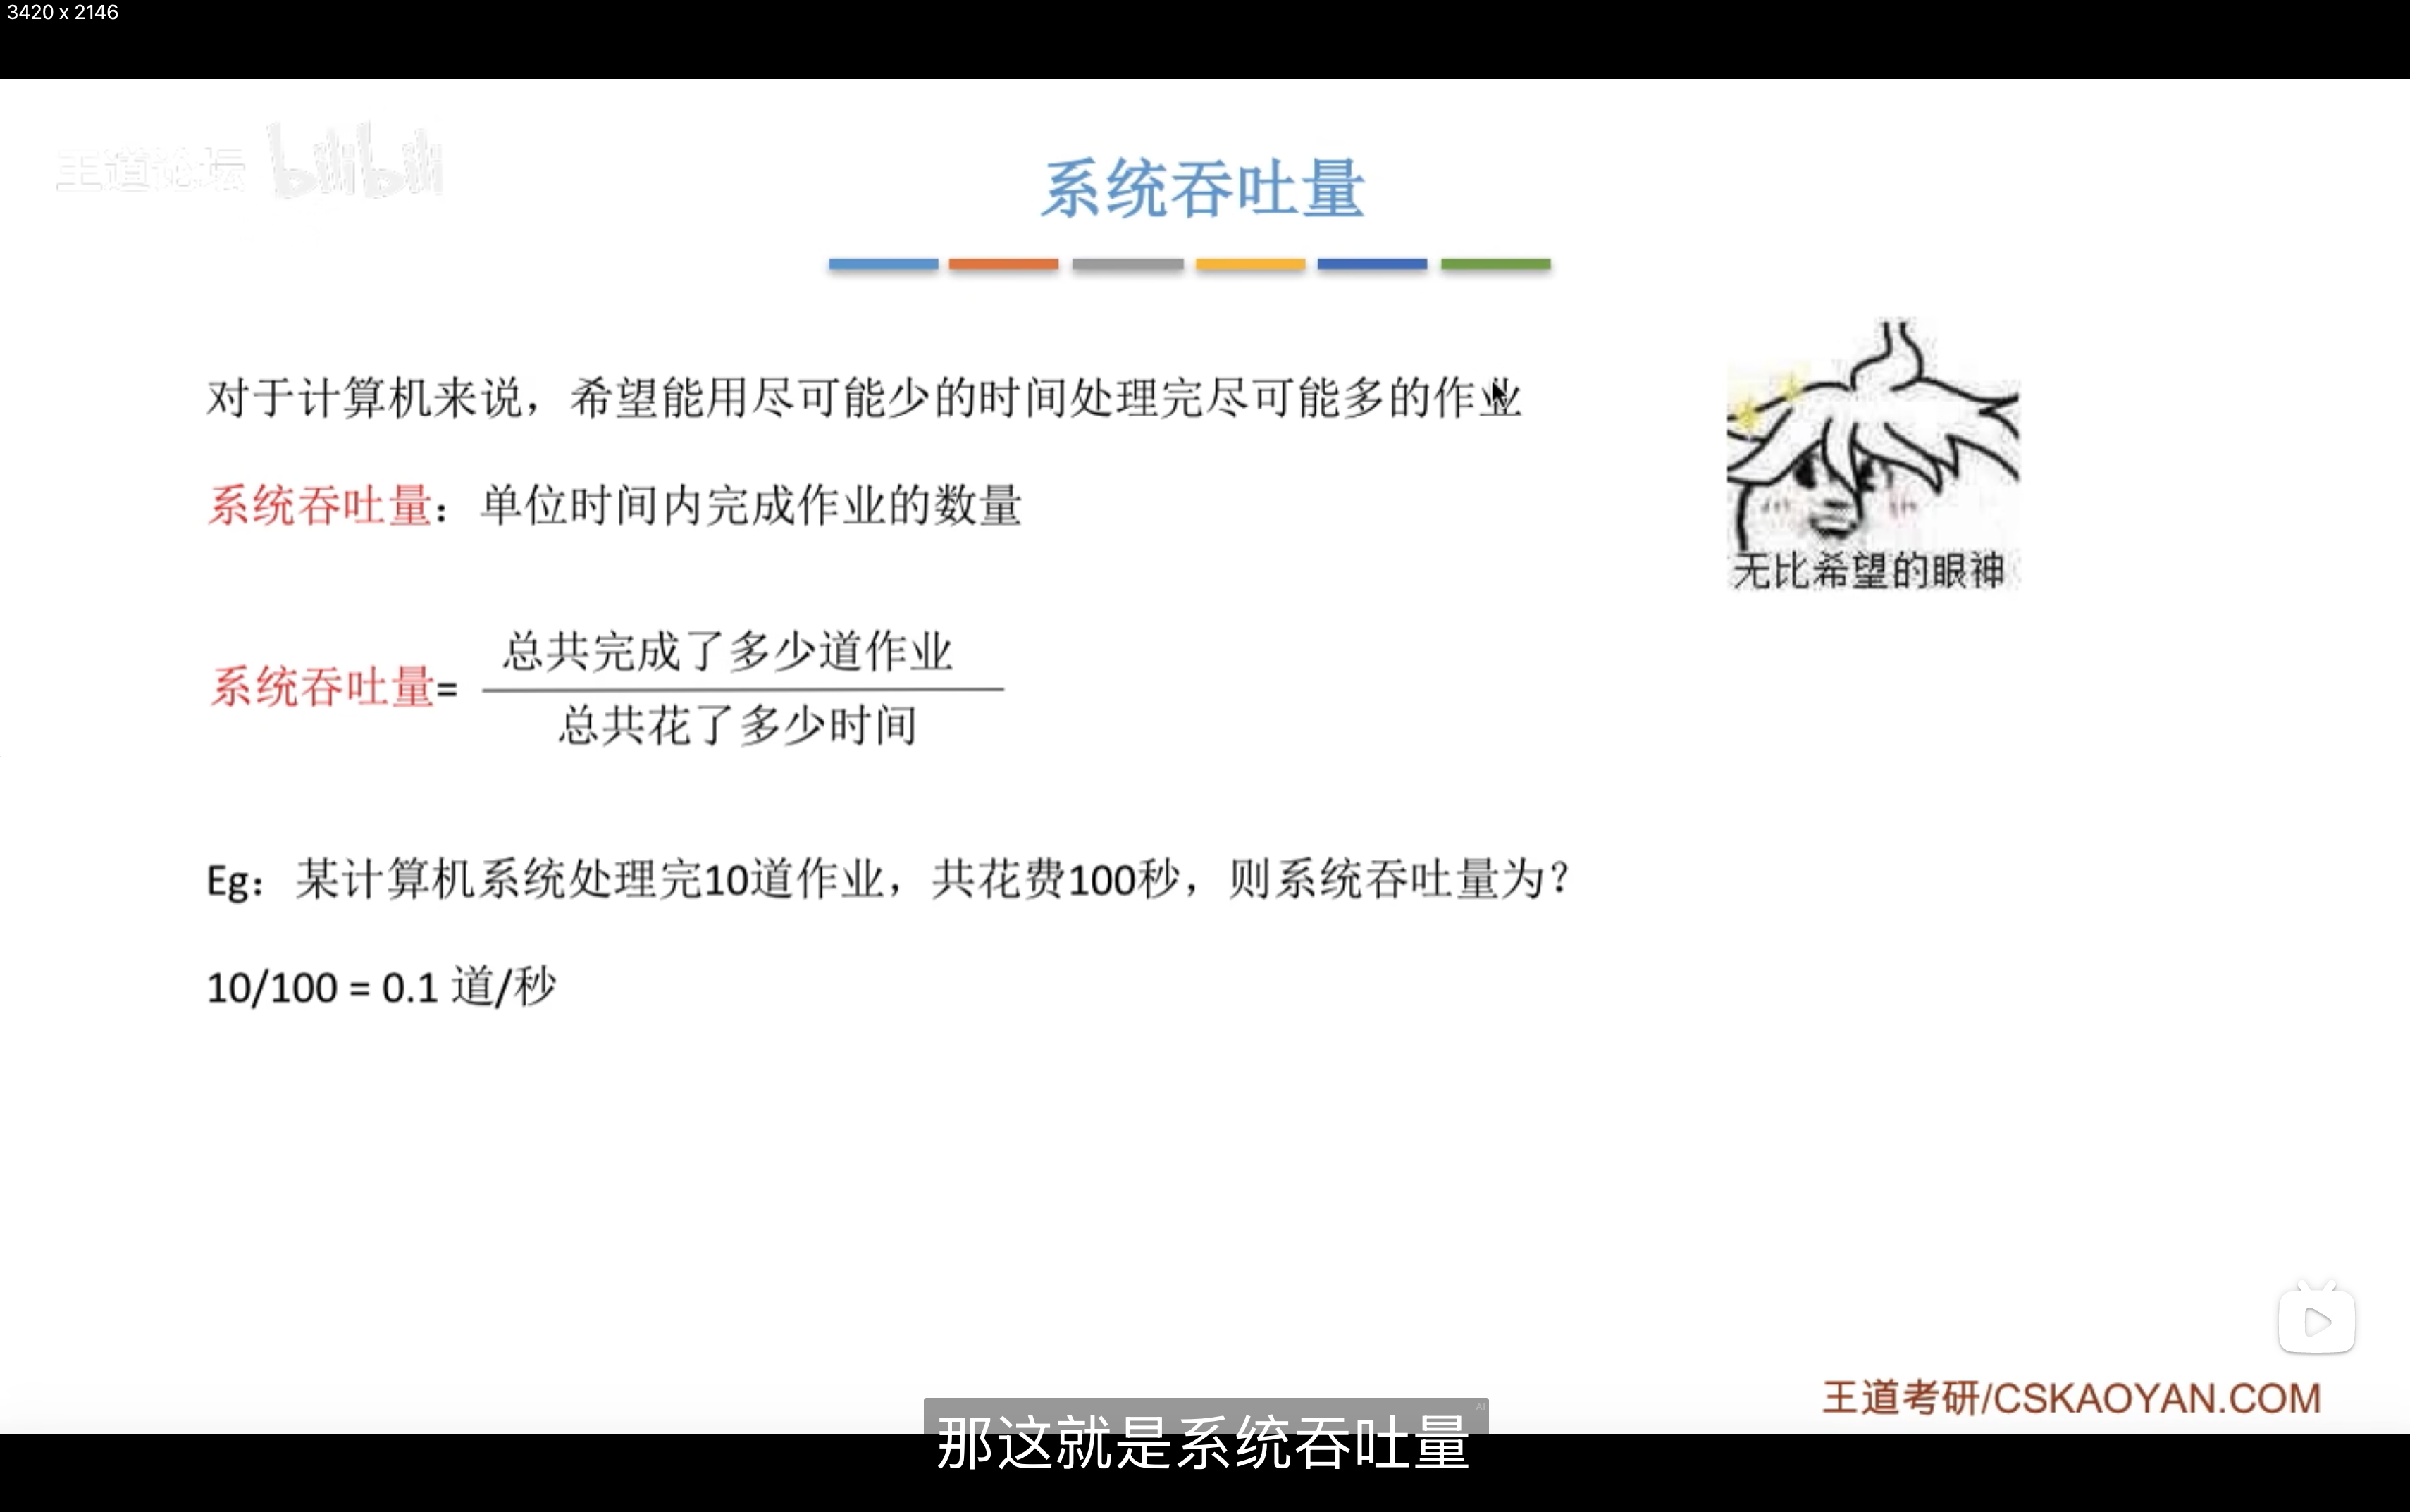 3420 x 2146
王道论坛 bilibili
系统吞吐量
对于计算机来说，希望能用尽可能少的时间处理完尽可能多的作业
系统吞吐量：单位时间内完成作业的数量
无比希望的眼神
总共完成了多少道作业
系统吞吐量=
总共花了多少时间
Eg：某计算机系统处理完10道作业，共花费100秒，则系统吞吐量为？
10/100 = 0.1 道/秒
王道考研/CSKAOYAN.COM
AI
那这就是系统吞吐量